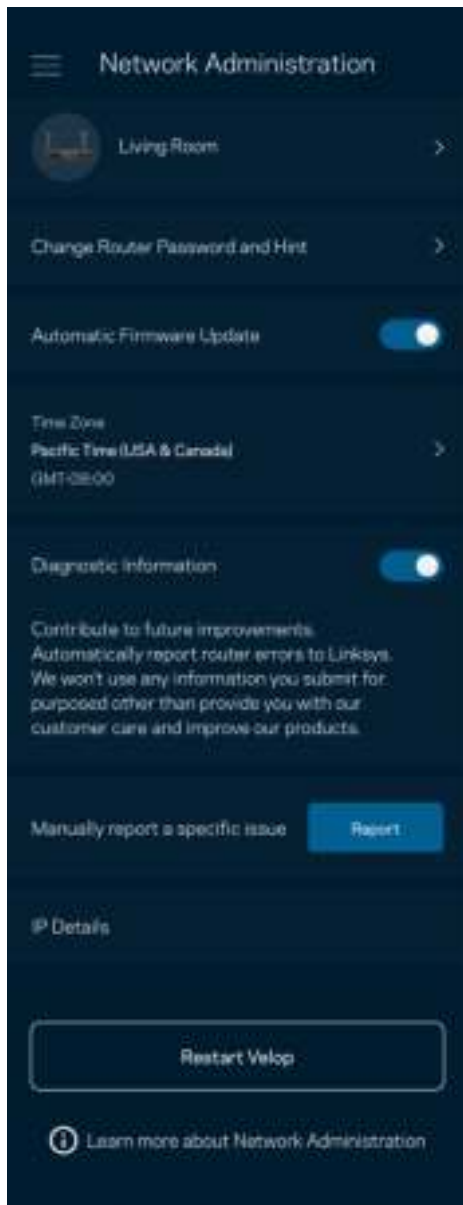 Network Administration
Living Room
Change Router Password and Hint
Automatic Firmware Update
Time Zone
Pacific Time (USA & Canada)
GMT-08:00
Diagnostic Information
Contribute to future improvements.
Automatically report router errors to Linksys.
We won't use any information you submit for
purposed other than provide you with our
customer care and improve our products.
Manually report a specific issue
Report
IP Details
Restart Velop
Learn more about Network Administration